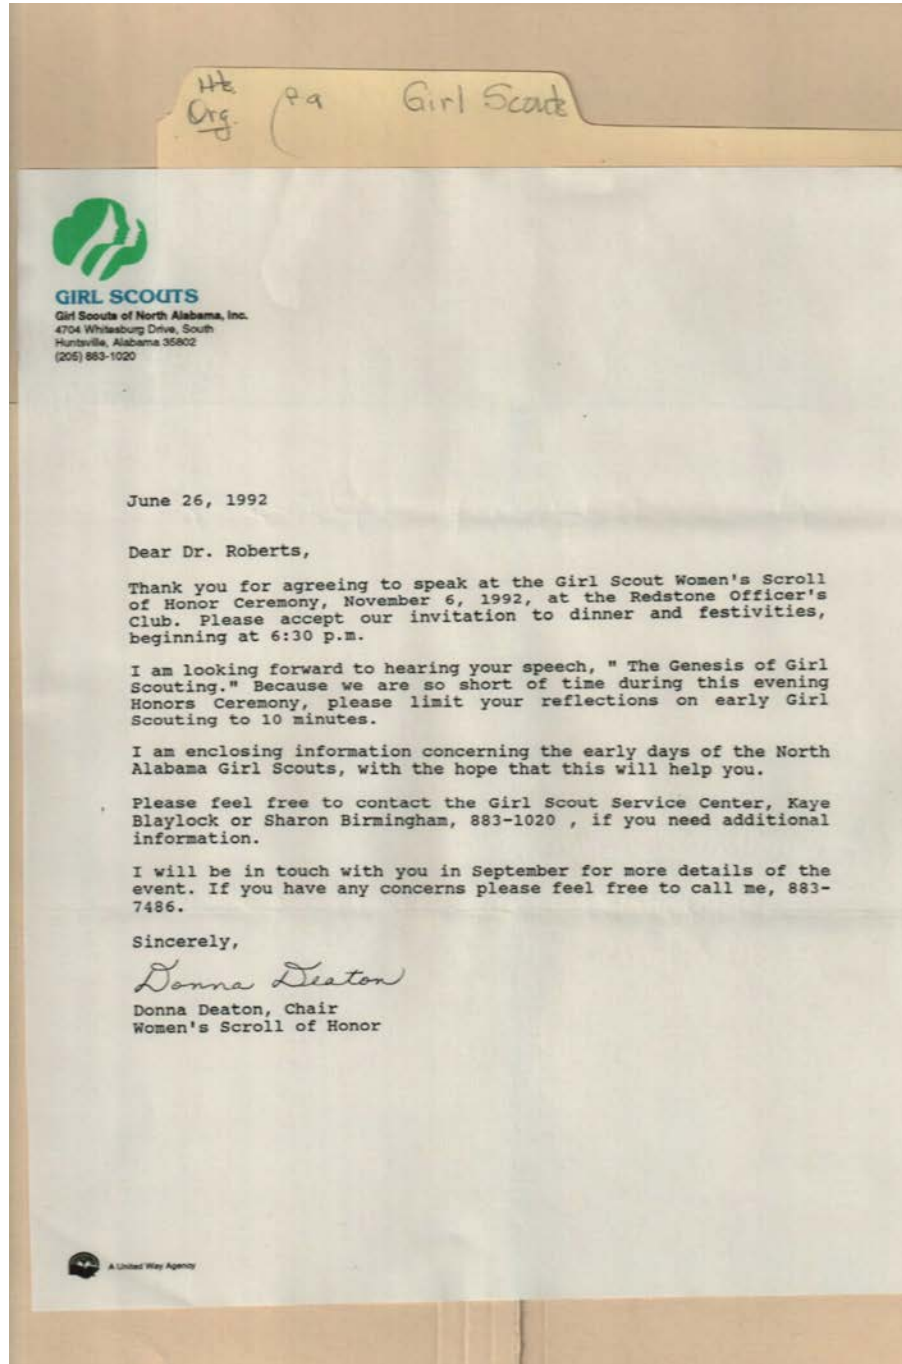 Org.
Girl Scouts
GIRL SCOUTS
Girl Scouts of North Alabama, Inc.
4704 Whitesburg Drive, South
Huntsville, Alabama 35802
(205) 883-1020
June 26, 1992
Dear Dr. Roberts,
Thank you for agreeing to speak at the Girl Scout Women's Scroll
of Honor Ceremony, November 6, 1992, at the Redstone Officer's
Club. Please accept our invitation to dinner and festivities,
beginning at 6:30 p.m.
I am looking forward to hearing your speech, " The Genesis of Girl
Scouting." Because we are so short of time during this evening
Honors Ceremony, please limit your reflections on early Girl
Scouting to 10 minutes.
I am enclosing information concerning the early days of the North
Alabama Girl Scouts, with the hope that this will help you.
Please feel free to contact the Girl Scout Service Center, Kaye
Blaylock or Sharon Birmingham, 883-1020 , if you need additional
information.
I will be in touch with you in September for more details of the
event. If you have any concerns please feel free to call me, 883-
7486.
Sincerely,
Donna Deaton
Donna Deaton, Chair
Women's Scroll of Honor
A United Way Agency